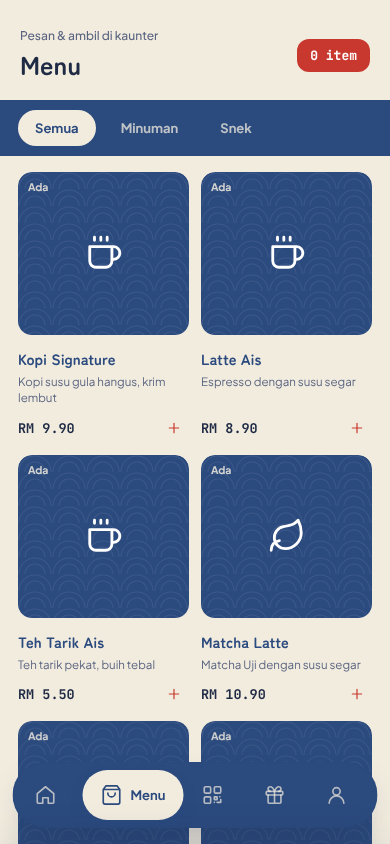 Pesan & ambil di kaunter
Menu
0 item
Semua
Minuman
Snek
Ada
Ada
Kopi Signature
Kopi susu gula hangus, krim
lembut
RM 9.90
+
Latte Ais
Espresso dengan susu segar
RM 8.90
+
Ada
Ada
Teh Tarik Ais
Teh tarik pekat, buih tebal
RM 5.50
+
Matcha Latte
Matcha Uji dengan susu segar
RM 10.90
+
Ada
Ada
Menu